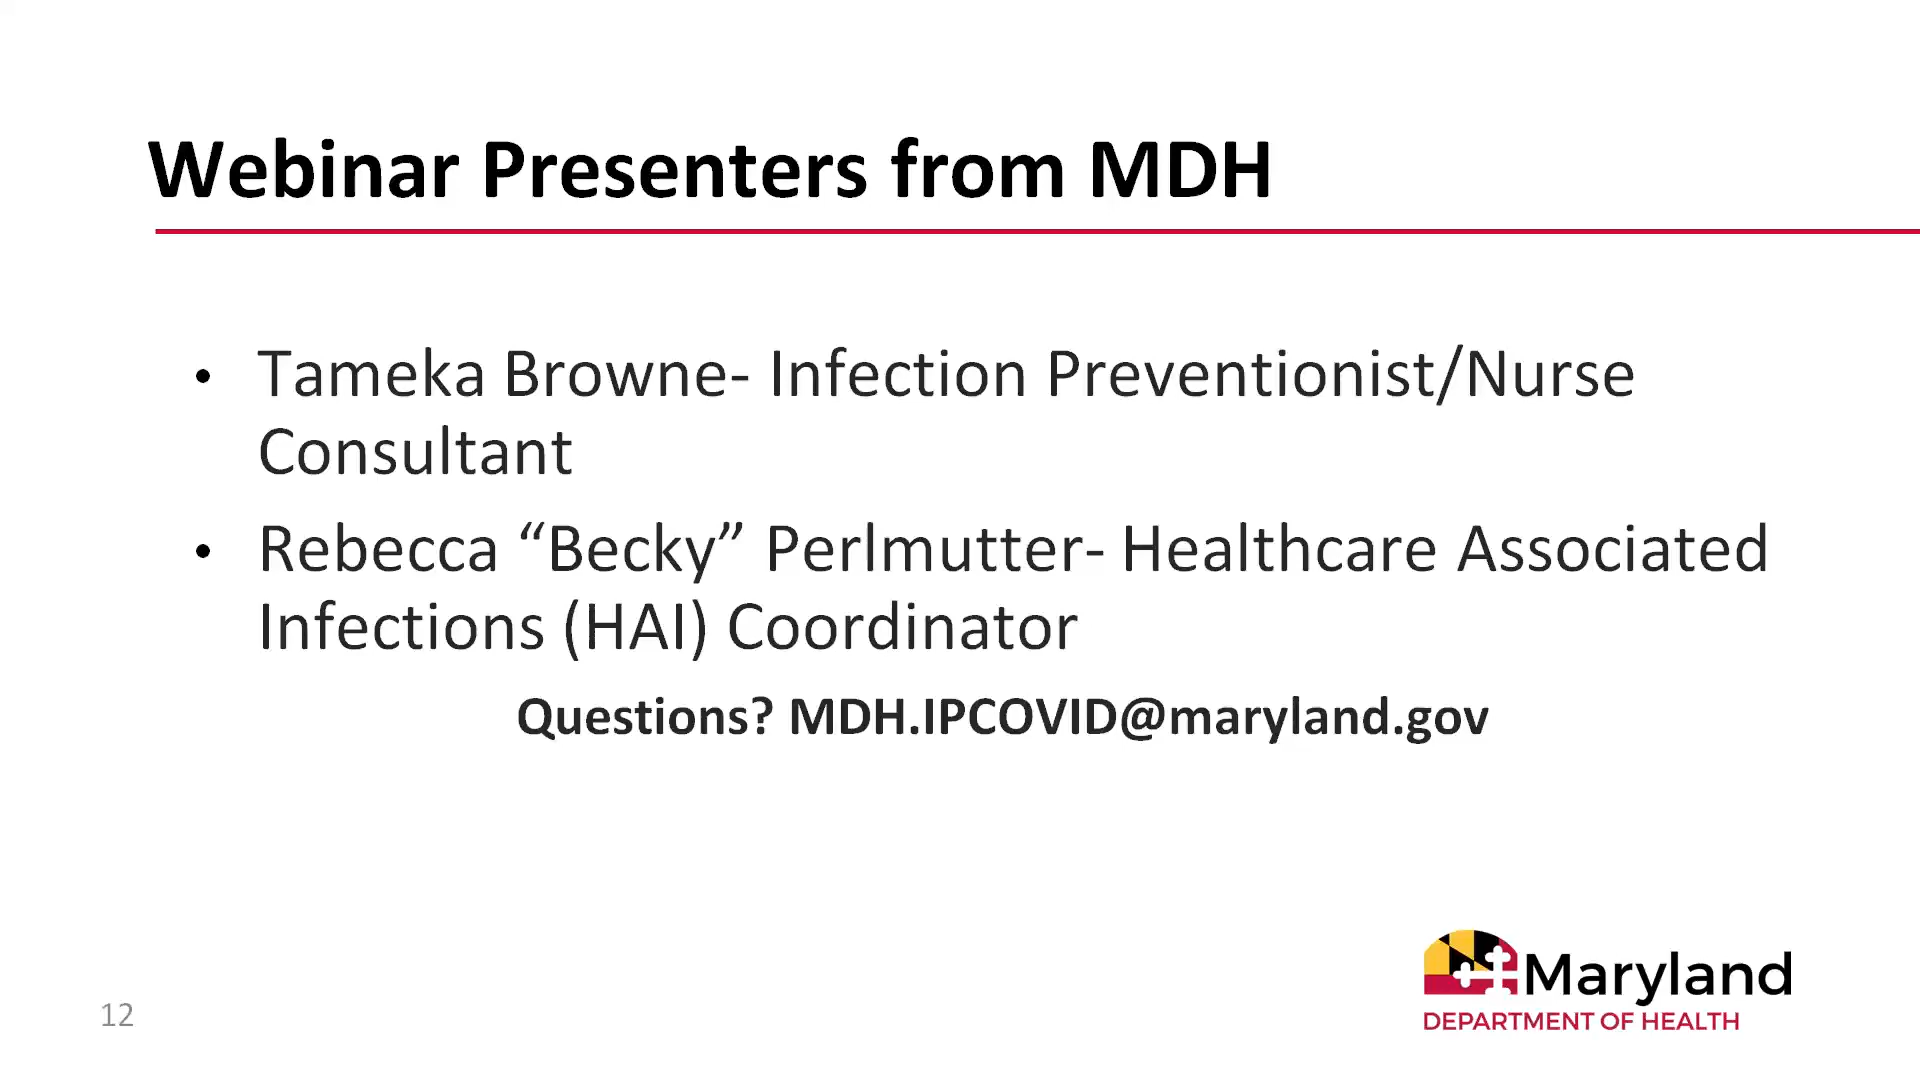 Webinar Presenters from MDH
• Tameka Browne- Infection Preventionist/Nurse
Consultant
• Rebecca “Becky” Perlmutter- Healthcare Associated
Infections (HAI) Coordinator
Questions? MDH.IPCOVID@maryland.gov
Maryland
DEPARTMENT OF HEALTH
12